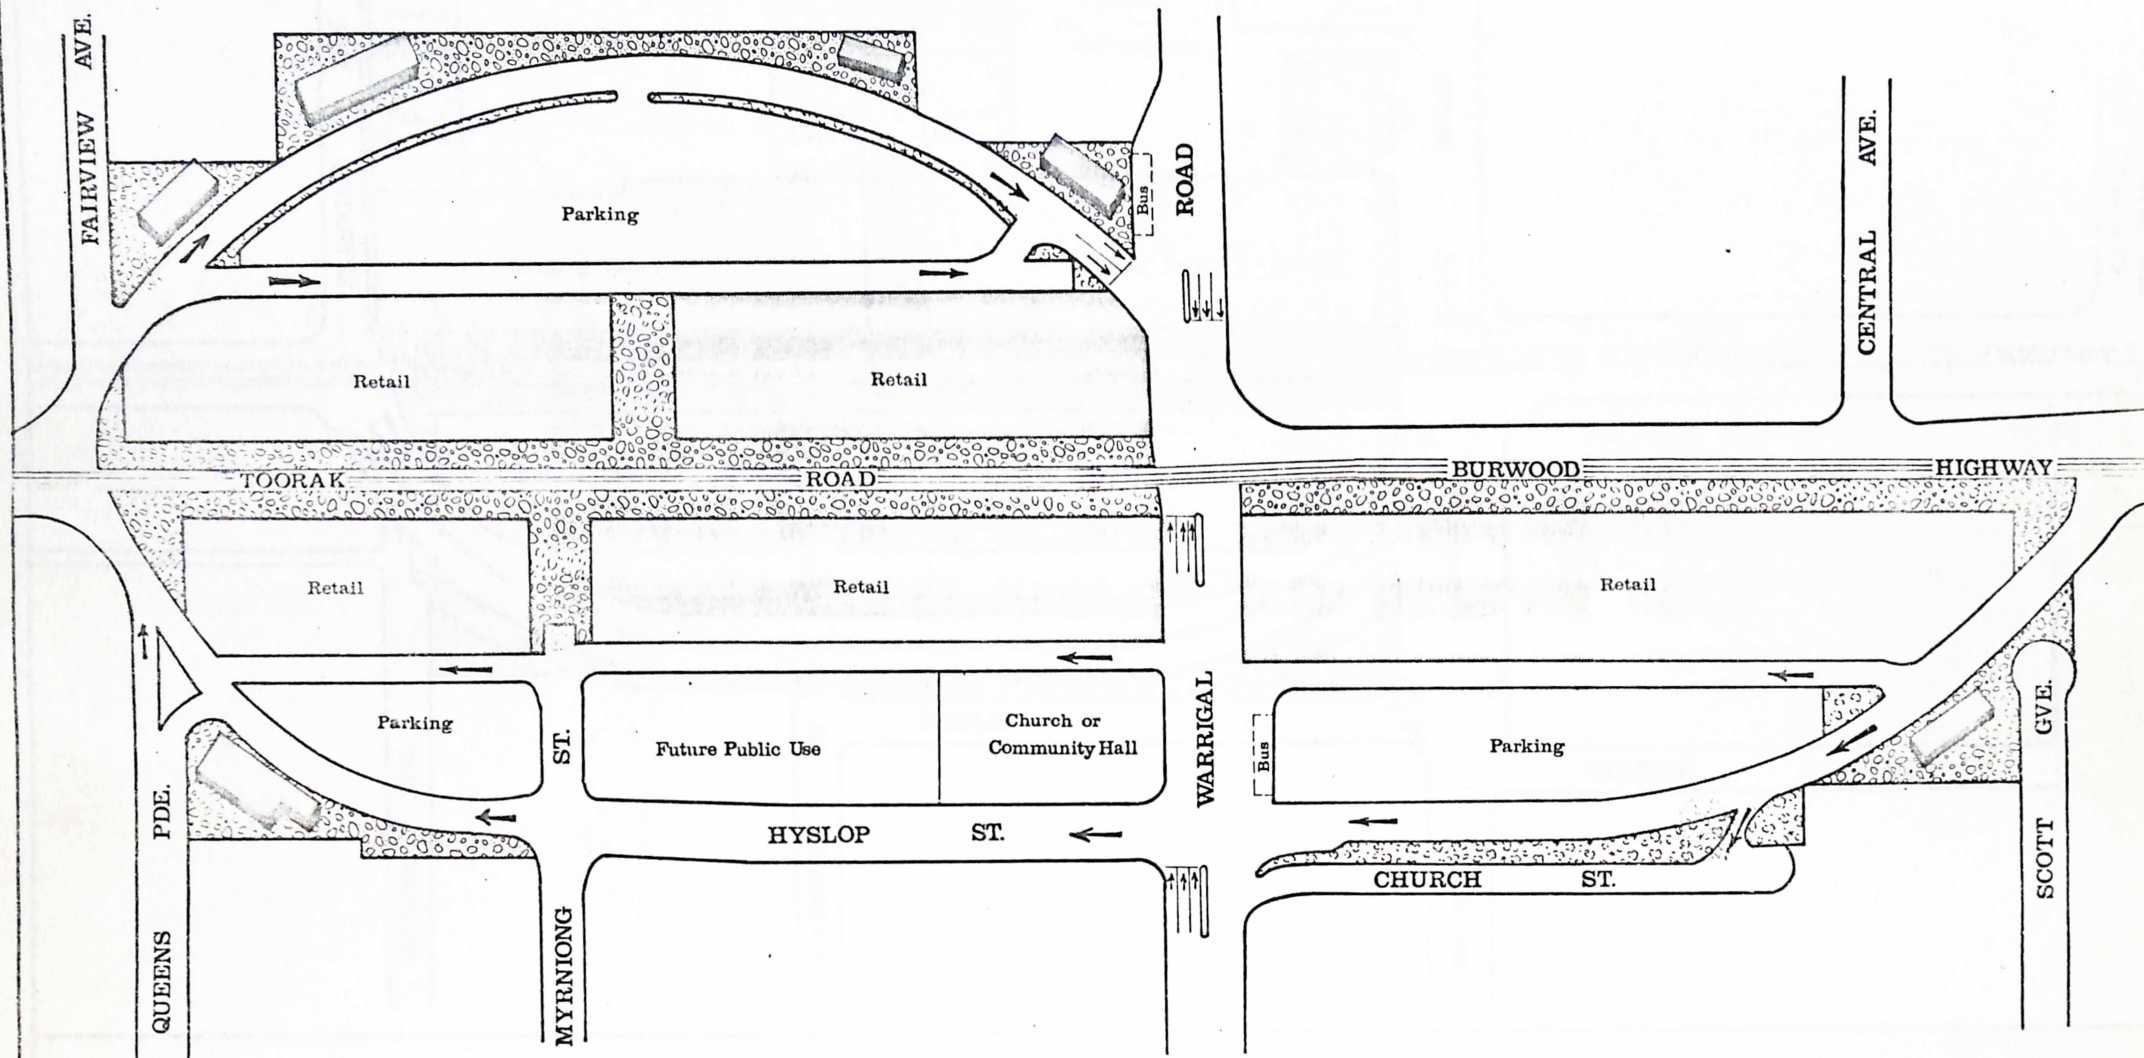 FAIRVIEW AVE.
Parking
Bus
ROAD
CENTRAL AVE.
Retail
Retail
TOORAK ROAD BURWOOD HIGHWAY
Retail
Retail
Retail
Parking
Future Public Use
Church or
Community Hall
Bus
Parking
WARRIGAL
HYSLOP ST.
CHURCH ST.
QUEENS PDE.
MYRNIONG ST.
SCOTT GVE.